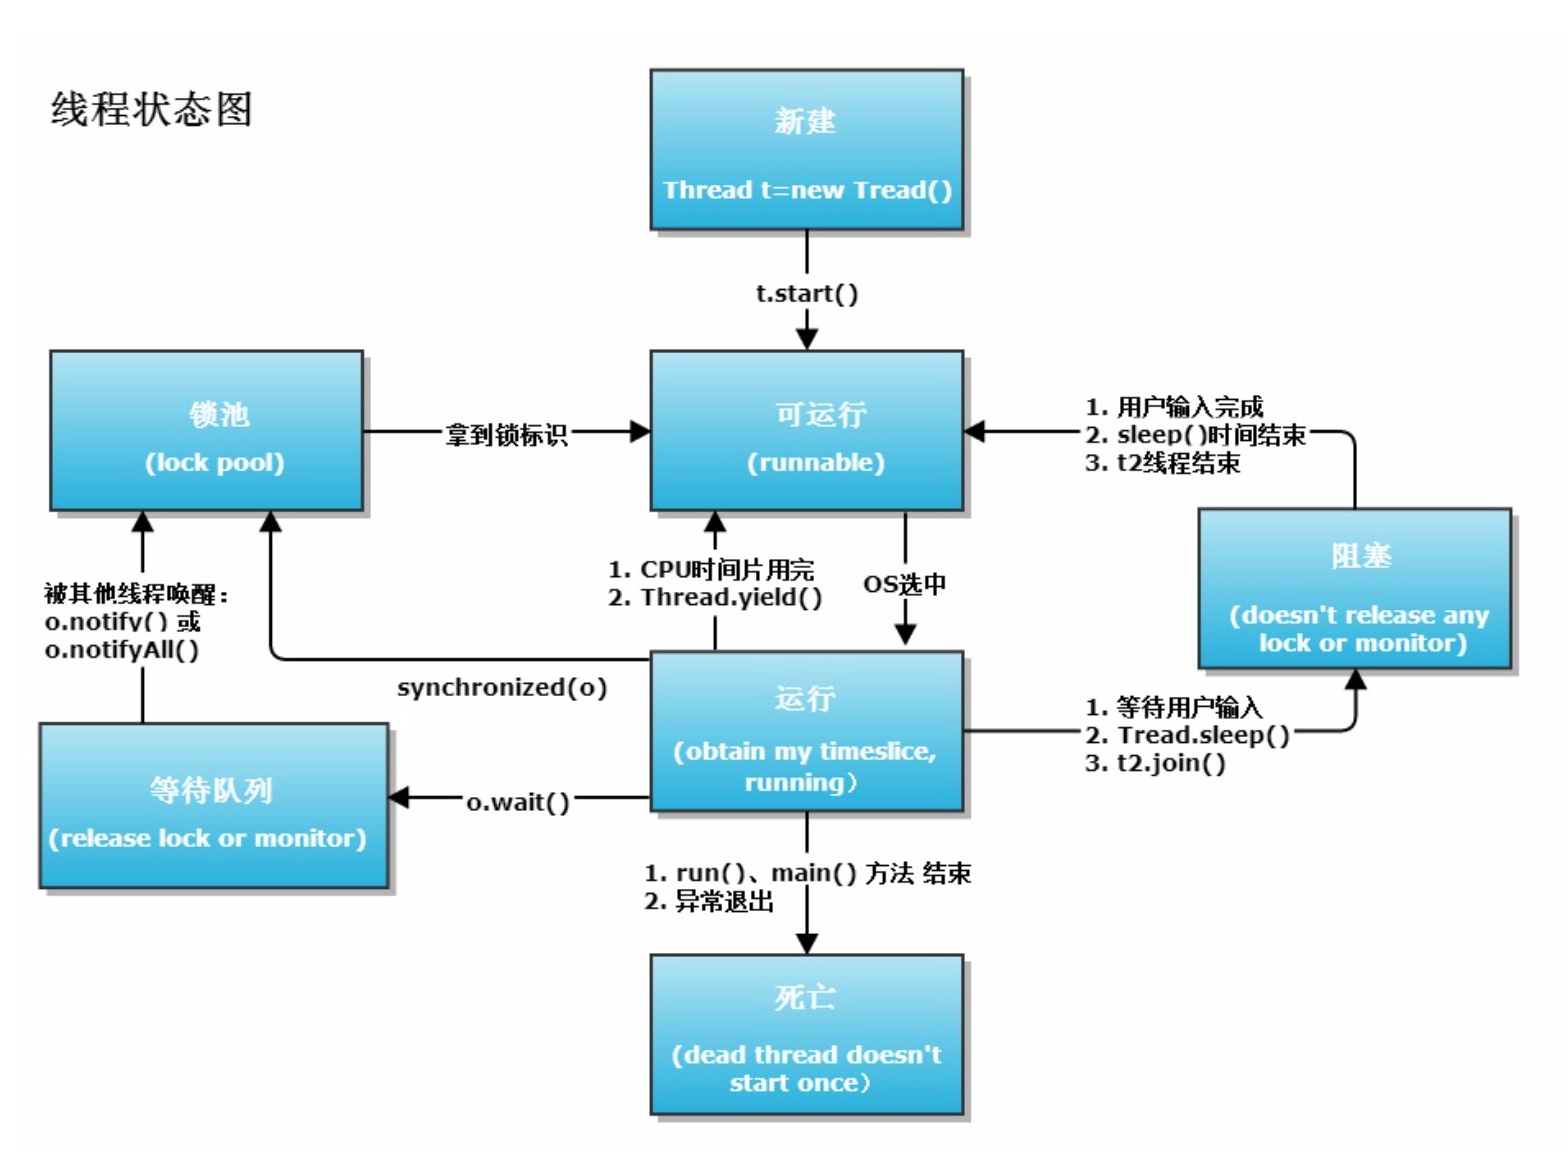 线程状态图
新建
Thread t=new Tread()
t.start()
锁池
(lock pool)
拿到锁标识
可运行
(runnable)
1. 用户输入完成
2. sleep()时间结束
3. t2线程结束
阻塞
(doesn't release any
lock or monitor)
被其他线程唤醒：
o.notify() 或
o.notifyAll()
1. CPU时间片用完
2. Thread.yield()
OS选中
synchronized(o)
运行
(obtain my timeslice,
running）
1. 等待用户输入
2. Tread.sleep()
3. t2.join()
等待队列
(release lock or monitor)
o.wait()
1. run()、main() 方法 结束
2. 异常退出
死亡
(dead thread doesn't
start once）